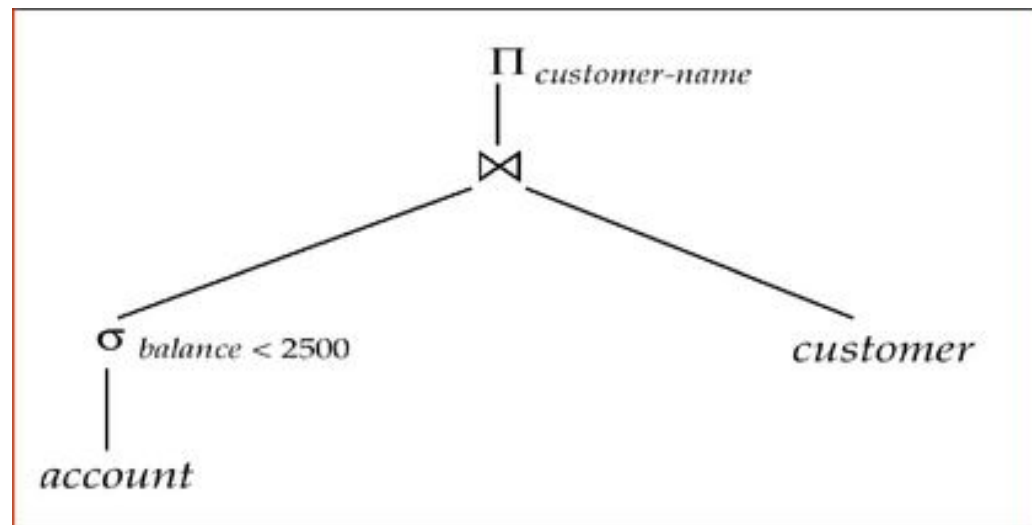 Π customer-name
⋈
σ balance < 2500
customer
account